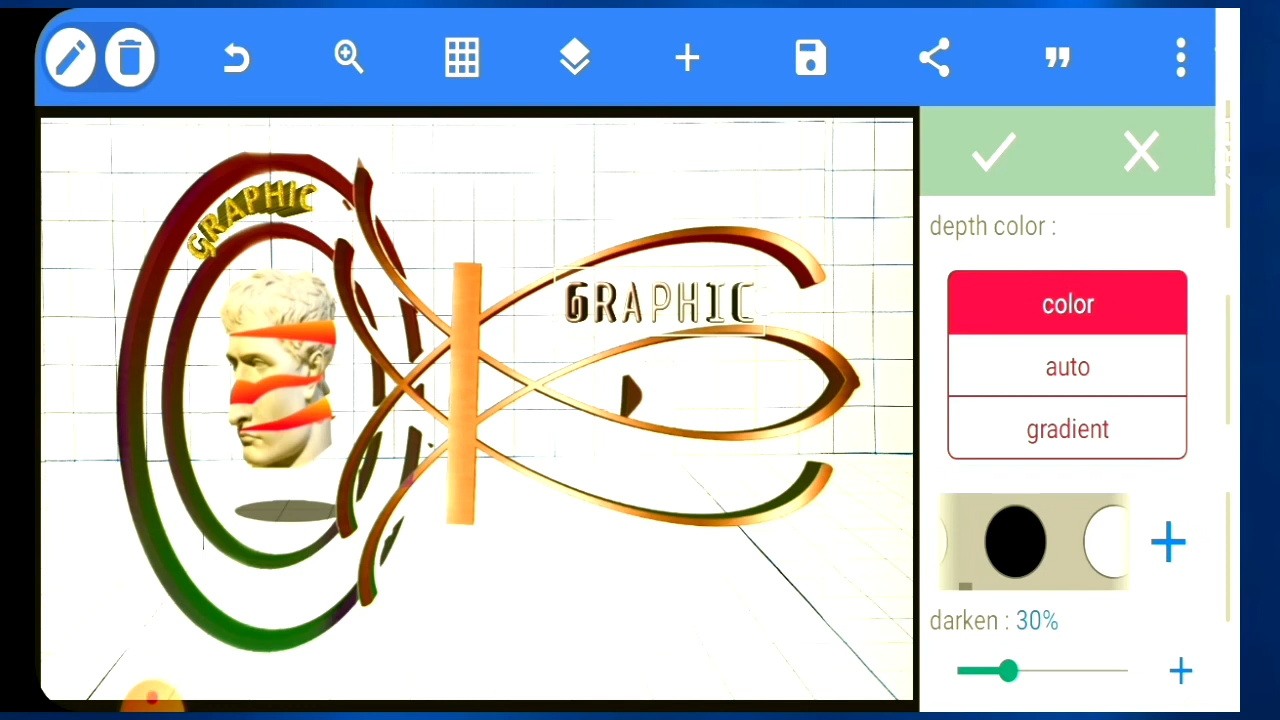 GRAPHIC
GRAPHIC
depth color :
color
auto
gradient
darken : 30%